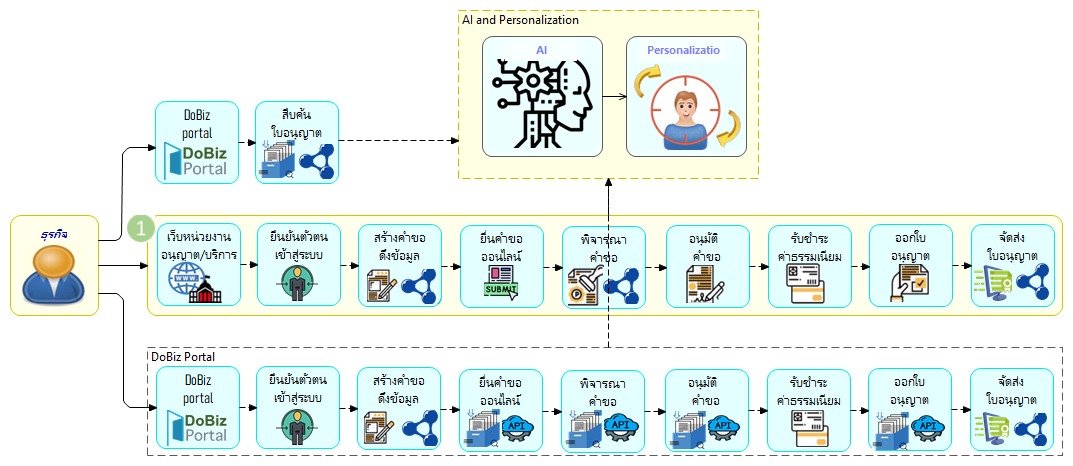 AI and Personalization
AI
Personalizatio
DoBiz
portal
DoBiz
Portal
สืบค้น
ใบอนุญาต
ธุรกิจ
1
เว็บหน่วยงาน
อนุญาต/บริการ
WWW
ยืนยันตัวตน
เข้าสู่ระบบ
สร้างคำขอ
ดึงข้อมูล
ยื่นคำขอ
ออนไลน์
SUBMIT
พิจารณา
คำขอ
อนุมัติ
คำขอ
รับชำระ
ค่าธรรมเนียม
ออกใบ
อนุญาต
จัดส่ง
ใบอนุญาต
DoBiz Portal
DoBiz
portal
DoBiz
Portal
ยืนยันตัวตน
เข้าสู่ระบบ
สร้างคำขอ
ดึงข้อมูล
ยื่นคำขอ
ออนไลน์
API
พิจารณา
คำขอ
API
อนุมัติ
คำขอ
API
รับชำระ
ค่าธรรมเนียม
ออกใบ
อนุญาต
API
จัดส่ง
ใบอนุญาต